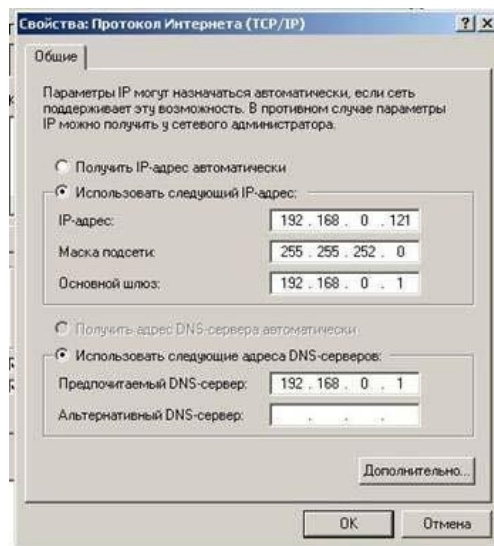 Свойства: Протокол Интернета (TCP/IP)
Общие
Параметры IP могут назначаться автоматически, если сеть
поддерживает эту возможность. В противном случае параметры
IP можно получить у сетевого администратора.
Получить IP-адрес автоматически
Использовать следующий IP-адрес:
IP-адрес: 192 . 168 . 0 . 121
Маска подсети: 255 . 255 . 252 . 0
Основной шлюз: 192 . 168 . 0 . 1
Получить адрес DNS-сервера автоматически
Использовать следующие адреса DNS-серверов:
Предпочитаемый DNS-сервер: 192 . 168 . 0 . 1
Альтернативный DNS-сервер: . . .
Дополнительно...
OK Отмена